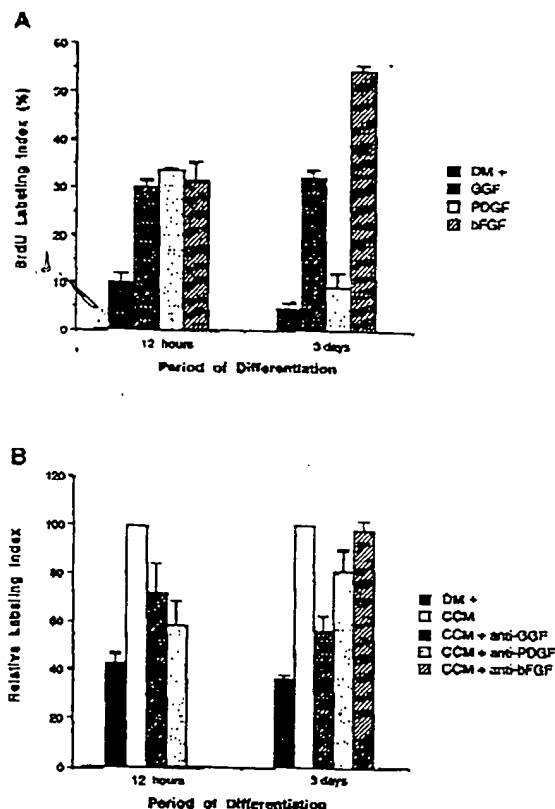 A
BrdU Labeling Index (%)
60
50
40
30
20
10
0
12 hours
3 days
Period of Differentiation
DM +
GGF
PDGF
bFGF
B
Relative Labeling Index
120
100
80
60
40
20
0
12 hours
3 days
Period of Differentiation
DM +
CCM
CCM + anti-GGF
CCM + anti-PDGF
CCM + anti-bFGF